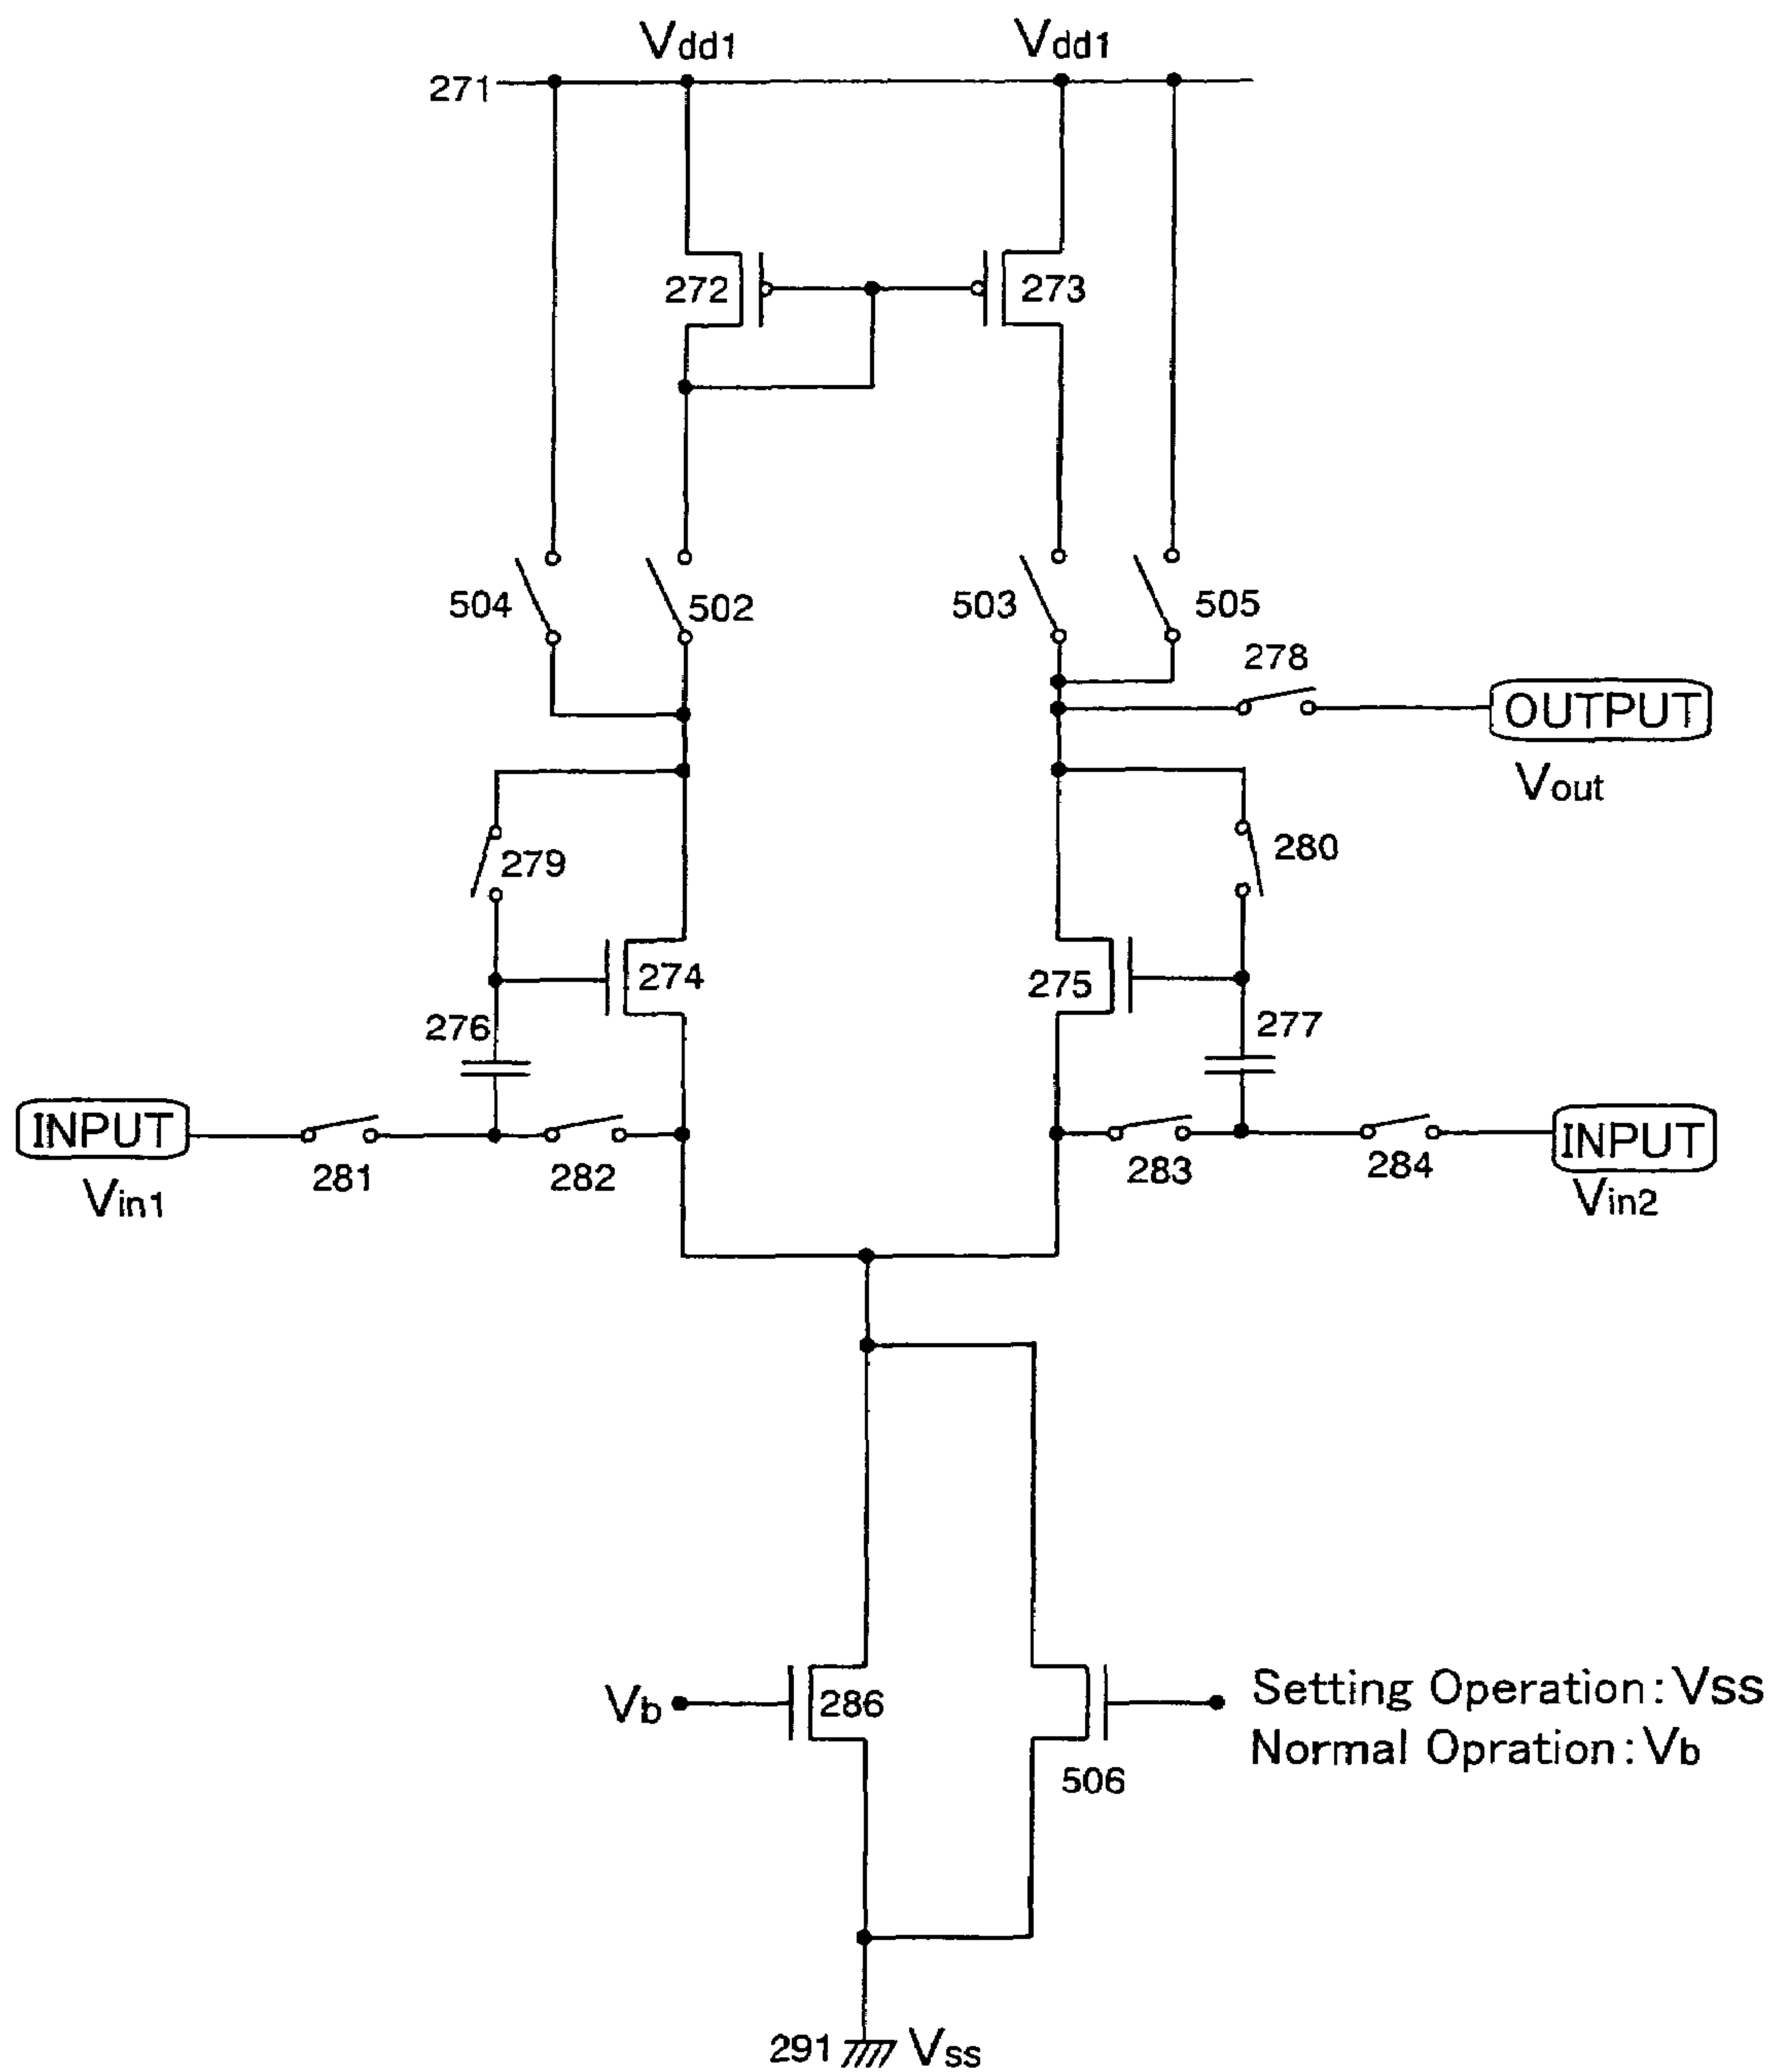 Vdd1
Vdd1
271
272
273
504
502
503
505
278
OUTPUT
Vout
279
280
274
275
276
277
INPUT
INPUT
281
282
283
284
Vin1
Vin2
Vb
286
Setting Operation: Vss
Normal Opration: Vb
506
291
Vss